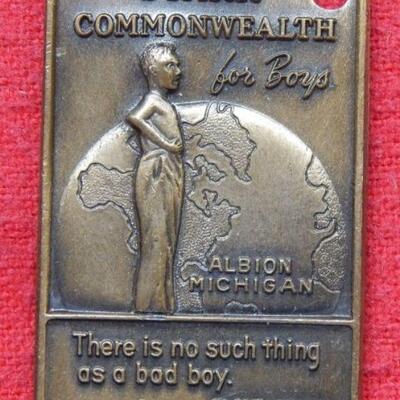 COMMONWEALTH
for Boys
ALBION
MICHIGAN
There is no such thing
as a bad boy.